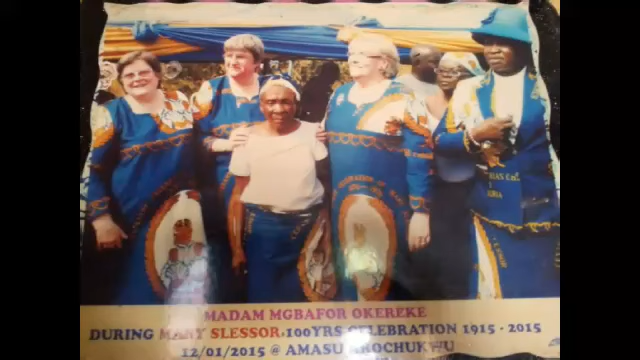 MADAM MGBAFOR OKEREKE
DURING MARY SLESSOR 100YRS CELEBRATION 1915 - 2015
12/01/2015 @ AMASU AROCHUKWU